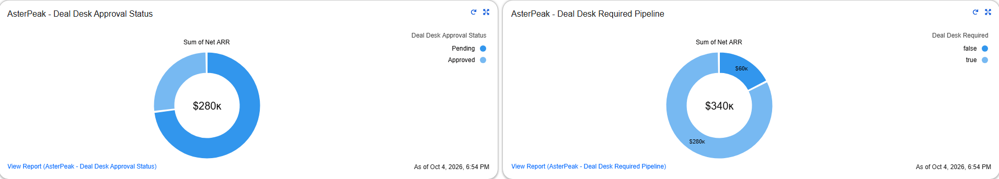 AsterPeak - Deal Desk Approval Status
Sum of Net ARR
Deal Desk Approval Status
Pending
Approved
$280K
View Report (AsterPeak - Deal Desk Approval Status)
As of Oct 4, 2026, 6:54 PM
AsterPeak - Deal Desk Required Pipeline
Sum of Net ARR
Deal Desk Required
false
true
$60K
$340K
$280K
View Report (AsterPeak - Deal Desk Required Pipeline)
As of Oct 4, 2026, 6:54 PM